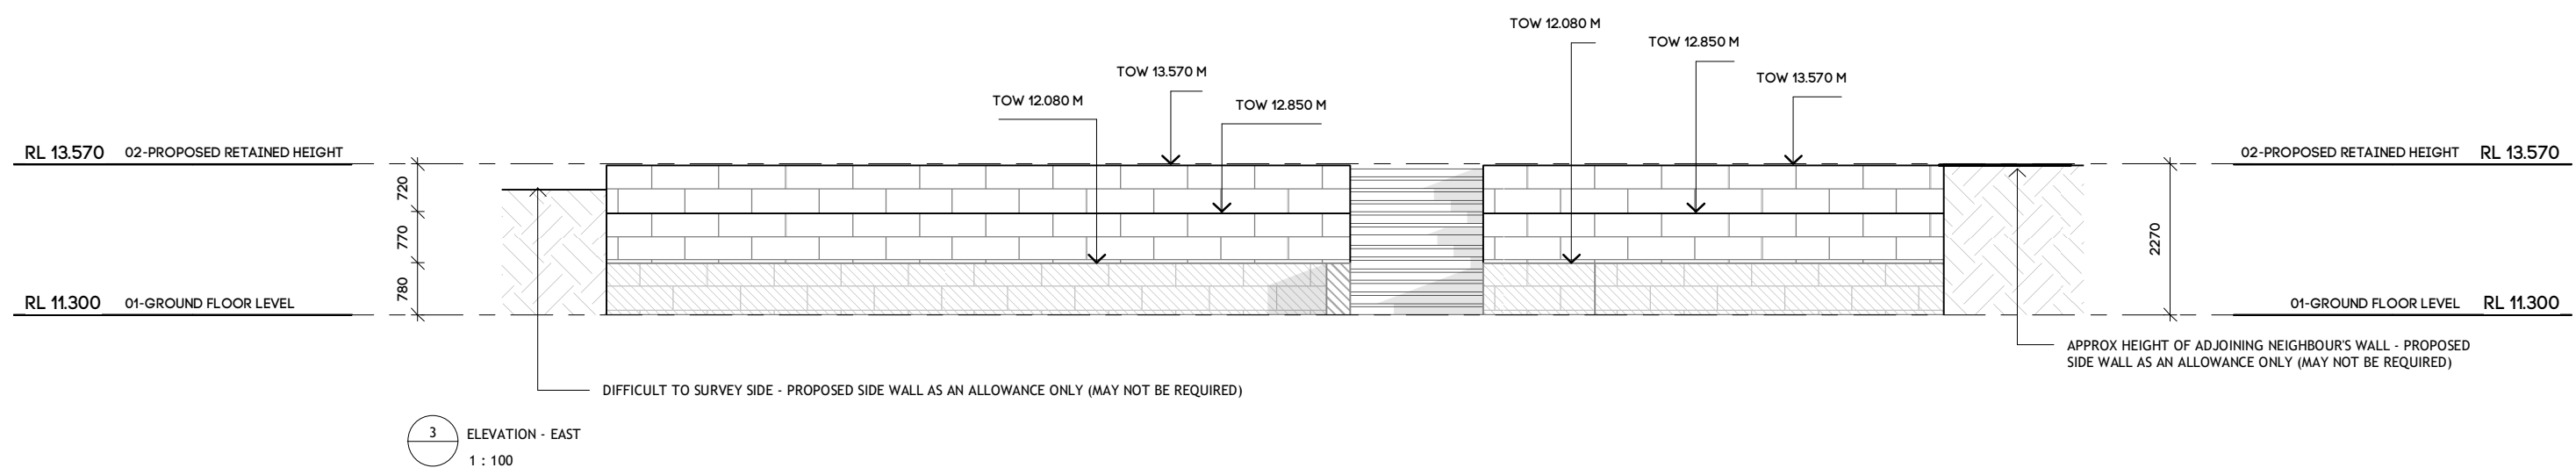 TOW 12.080 M
TOW 12.850 M
TOW 13.570 M
TOW 13.570 M
TOW 12.080 M
TOW 12.850 M
RL 13.570 02-PROPOSED RETAINED HEIGHT
02-PROPOSED RETAINED HEIGHT RL 13.570
720
770
780
2270
RL 11.300 01-GROUND FLOOR LEVEL
01-GROUND FLOOR LEVEL RL 11.300
APPROX HEIGHT OF ADJOINING NEIGHBOUR'S WALL - PROPOSED
SIDE WALL AS AN ALLOWANCE ONLY (MAY NOT BE REQUIRED)
DIFFICULT TO SURVEY SIDE - PROPOSED SIDE WALL AS AN ALLOWANCE ONLY (MAY NOT BE REQUIRED)
3 ELEVATION - EAST
1 : 100